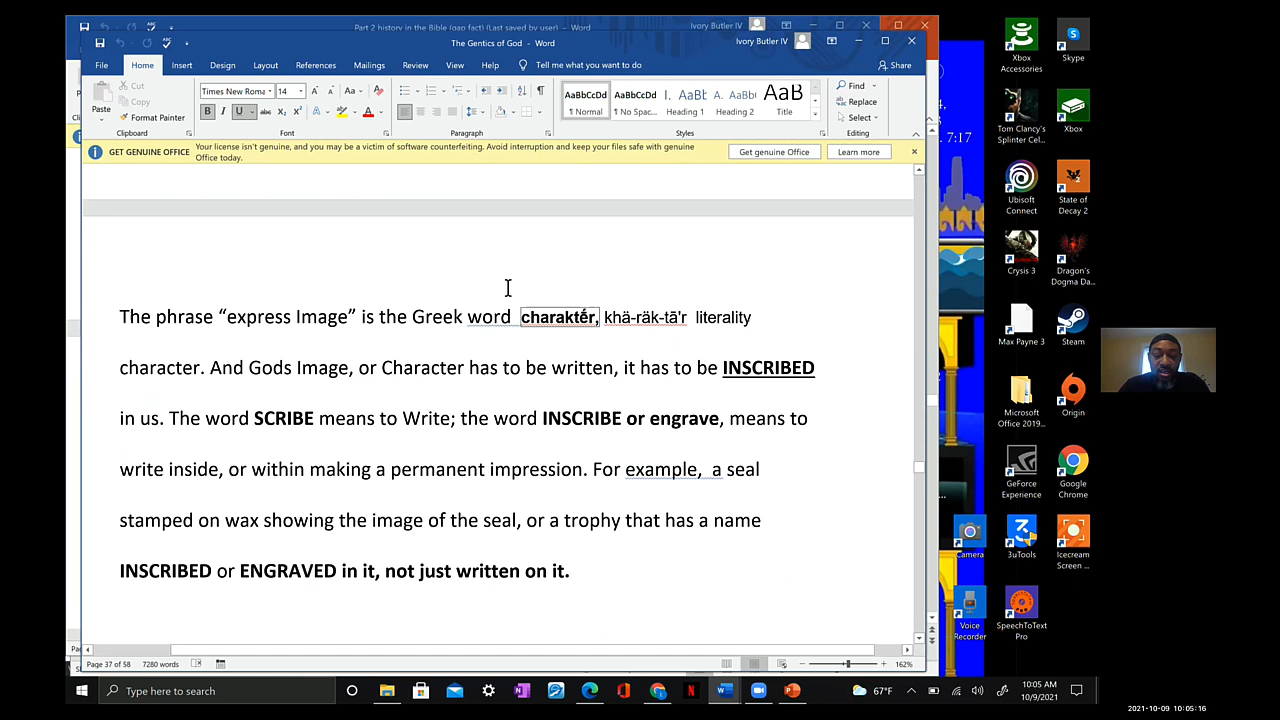 Part 2 history in the Bible (gap fact) (Last saved by user) - Word
Ivory Butler IV
The Gentics of God - Word
Ivory Butler IV
File Home Insert Design Layout References Mailings Review View Help Tell me what you want to do Share
Paste
Cut
Copy
Format Painter
Clipboard
Times New Roma 14
Font
Paragraph
AaBbCcDd AaBbCcDd AaBb
¶ Normal ¶ No Spac... Heading 1 Heading 2 Title
Styles
Find
Replace
Select
Editing
GET GENUINE OFFICE Your license isn't genuine, and you may be a victim of software counterfeiting. Avoid interruption and keep your files safe with genuine
Office today.
Get genuine Office
Learn more
. 7:17
The phrase “express Image” is the Greek word charaktḗr, khä-räk-tā'r literality
character. And Gods Image, or Character has to be written, it has to be INSCRIBED
in us. The word SCRIBE means to Write; the word INSCRIBE or engrave, means to
write inside, or within making a permanent impression. For example, a seal
stamped on wax showing the image of the seal, or a trophy that has a name
INSCRIBED or ENGRAVED in it, not just written on it.
Page 37 of 58 7280 words
162%
Xbox
Accessories
Skype
Tom Clancy's
Splinter Cel...
Xbox
Ubisoft
Connect
State of
Decay 2
Crysis 3
Dragon's
Dogma Da...
Max Payne 3
Steam
Microsoft
Office 2019...
Origin
GeForce
Experience
Google
Chrome
Camera
3uTools
Icecream
Screen ...
Voice
Recorder
SpeechToText
Pro
Type here to search
67°F
10:05 AM
10/9/2021
2021-10-09 10:05:16